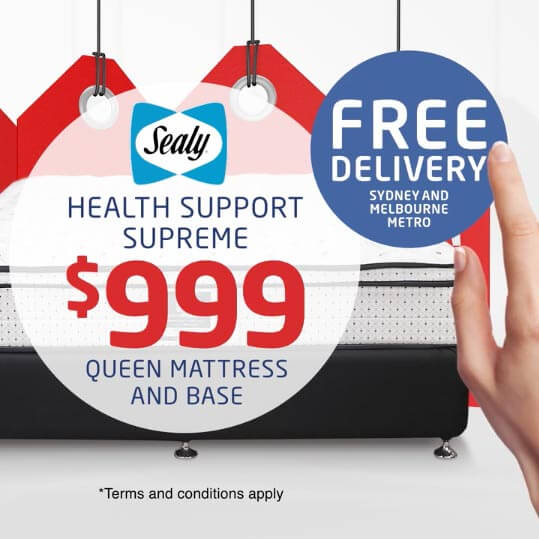 Sealy
HEALTH SUPPORT
SUPREME
$999
QUEEN MATTRESS
AND BASE
FREE
DELIVERY
SYDNEY AND
MELBOURNE
METRO
*Terms and conditions apply